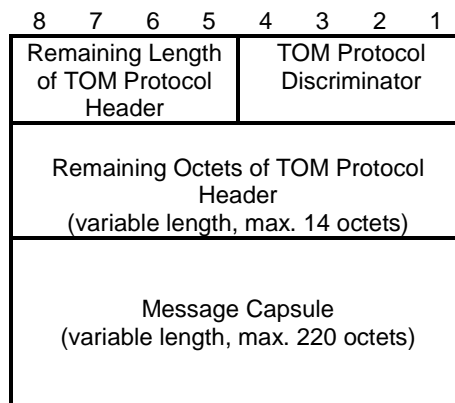 8 7 6 5 4 3 2 1
Remaining Length
of TOM Protocol
Header
TOM Protocol
Discriminator
Remaining Octets of TOM Protocol
Header
(variable length, max. 14 octets)
Message Capsule
(variable length, max. 220 octets)